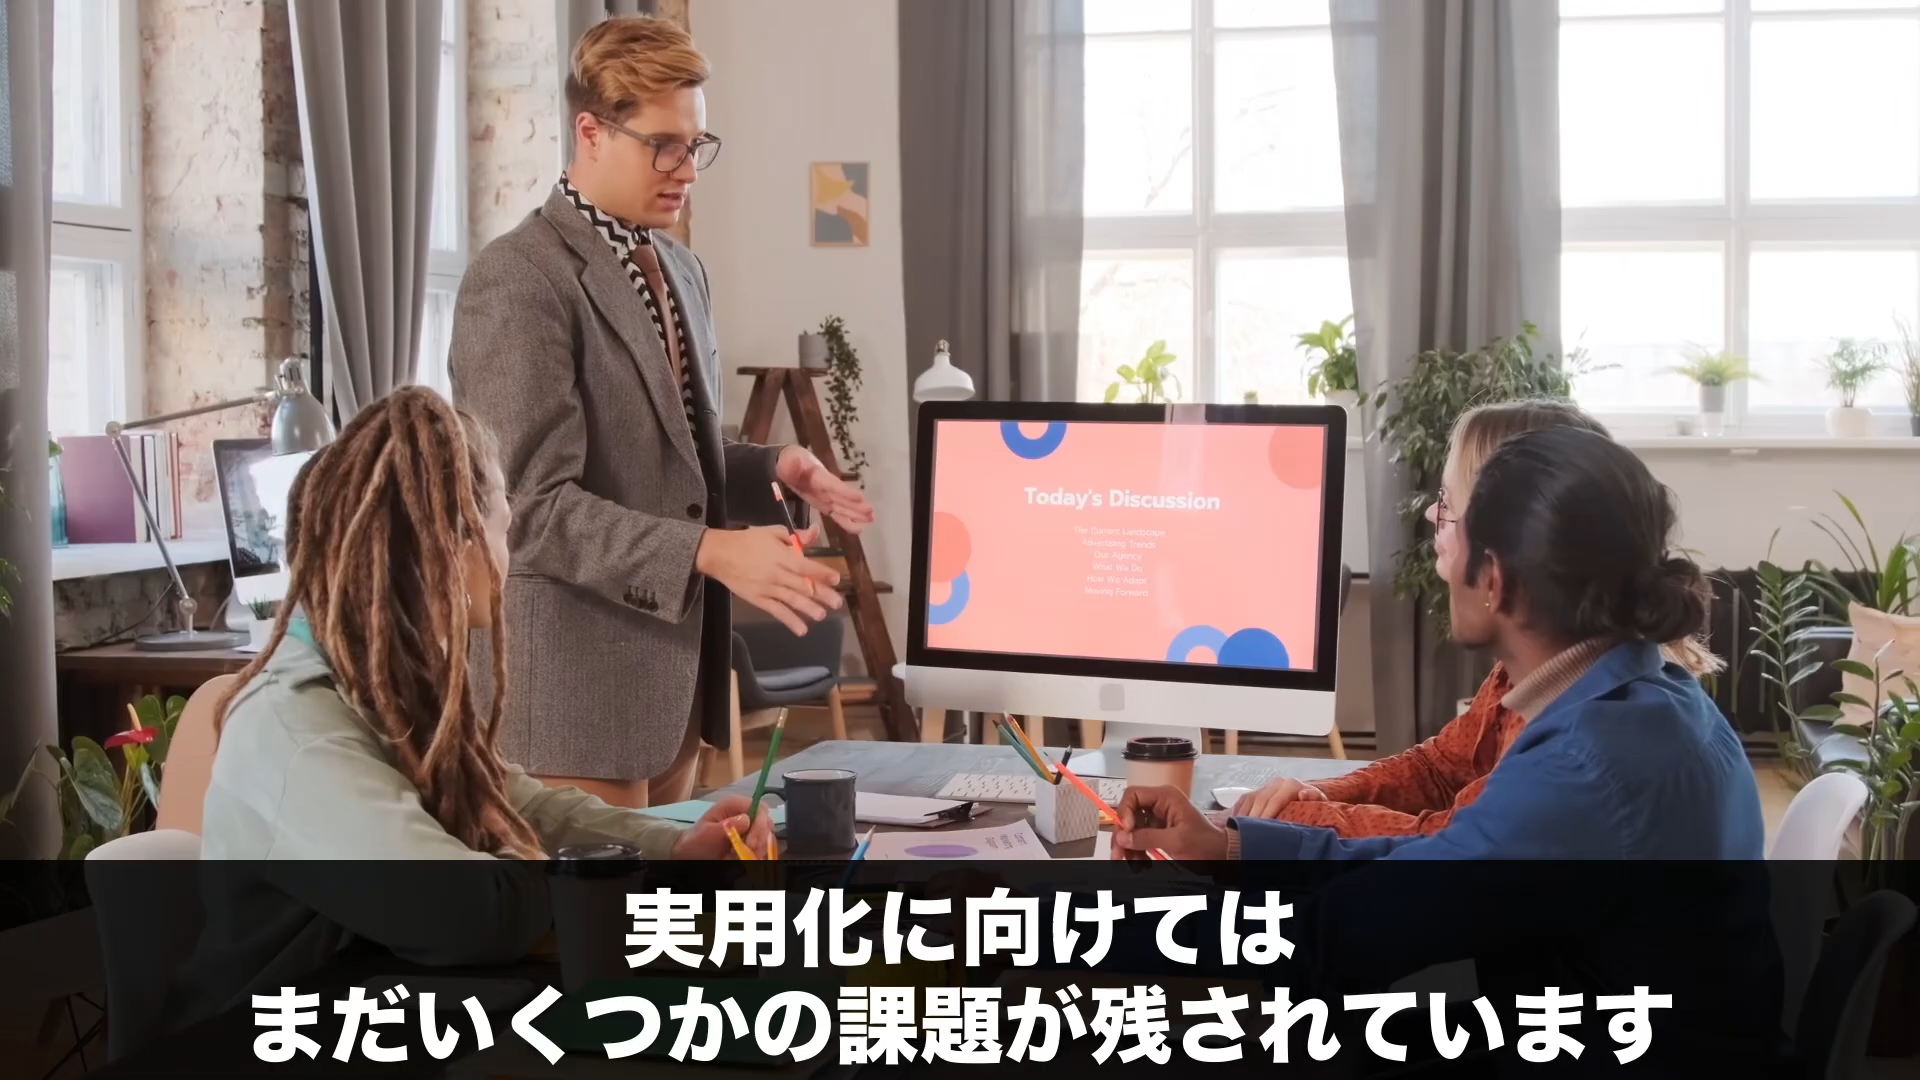 Today's Discussion
The Current Landscape
Advertising Trends
Our Agency
What We Do
How We Adapt
Moving Forward
実用化に向けては
まだいくつかの課題が残されています